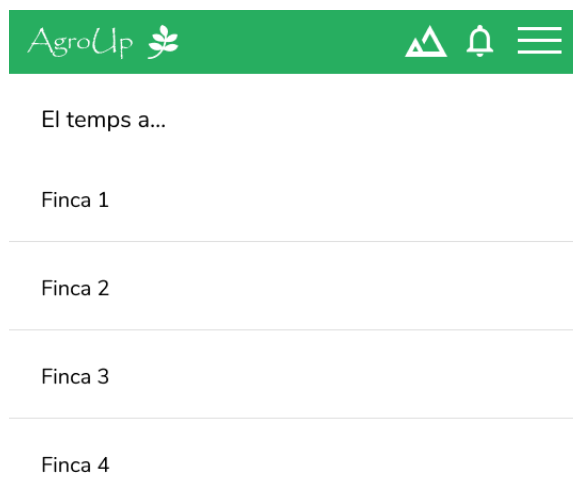 AgroUp
El temps a...
Finca 1
Finca 2
Finca 3
Finca 4